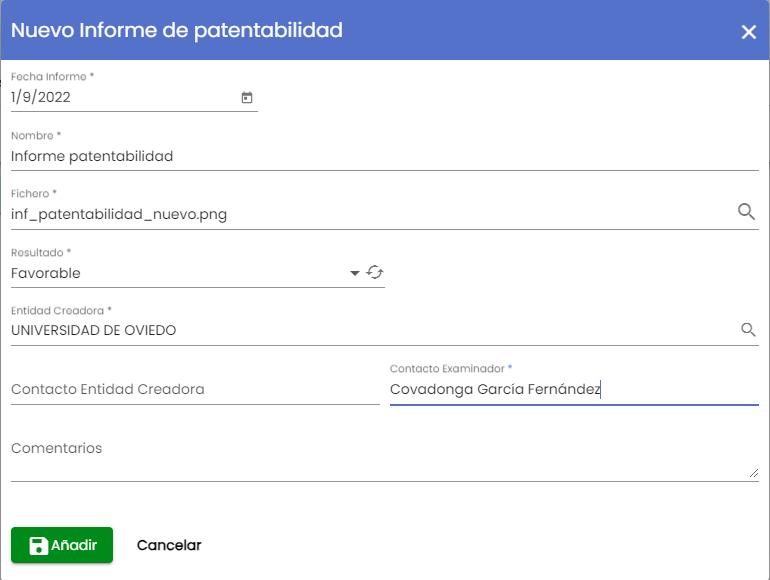 Nuevo Informe de patentabilidad
Fecha Informe *
1/9/2022
Nombre *
Informe patentabilidad
Fichero *
inf_patentabilidad_nuevo.png
Resultado *
Favorable
Entidad Creadora *
UNIVERSIDAD DE OVIEDO
Contacto Entidad Creadora
Contacto Examinador *
Covadonga García Fernández
Comentarios
Añadir Cancelar